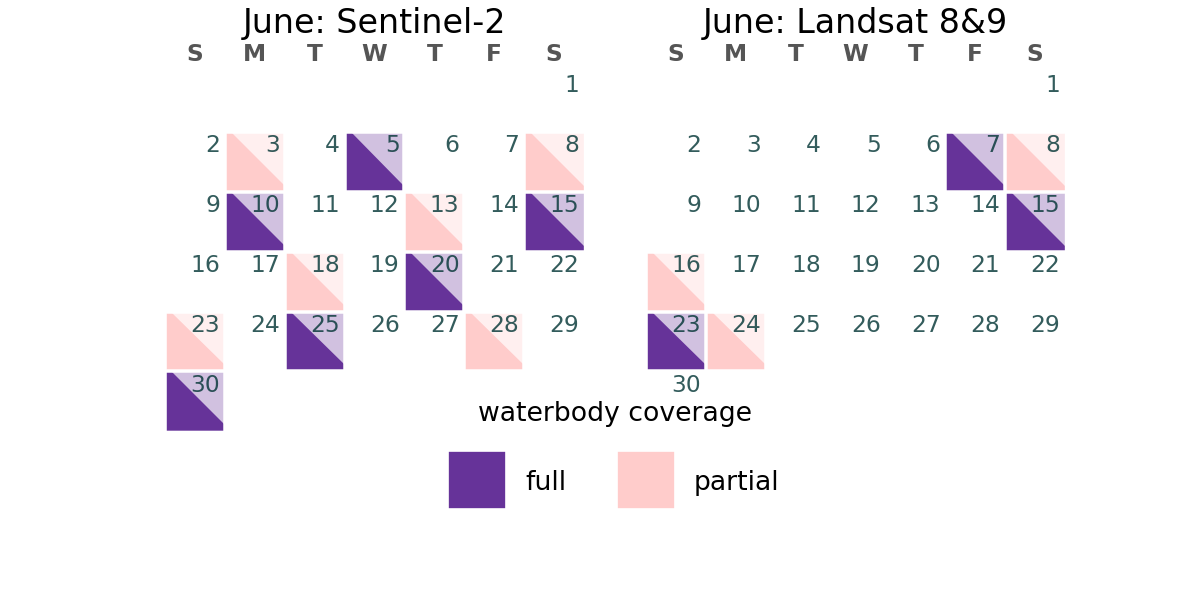 June: Sentinel-2
S M T W T F S
1
2 3 4 5 6 7 8
9 10 11 12 13 14 15
16 17 18 19 20 21 22
23 24 25 26 27 28 29
30
June: Landsat 8&9
S M T W T F S
1
2 3 4 5 6 7 8
9 10 11 12 13 14 15
16 17 18 19 20 21 22
23 24 25 26 27 28 29
30
waterbody coverage
full partial